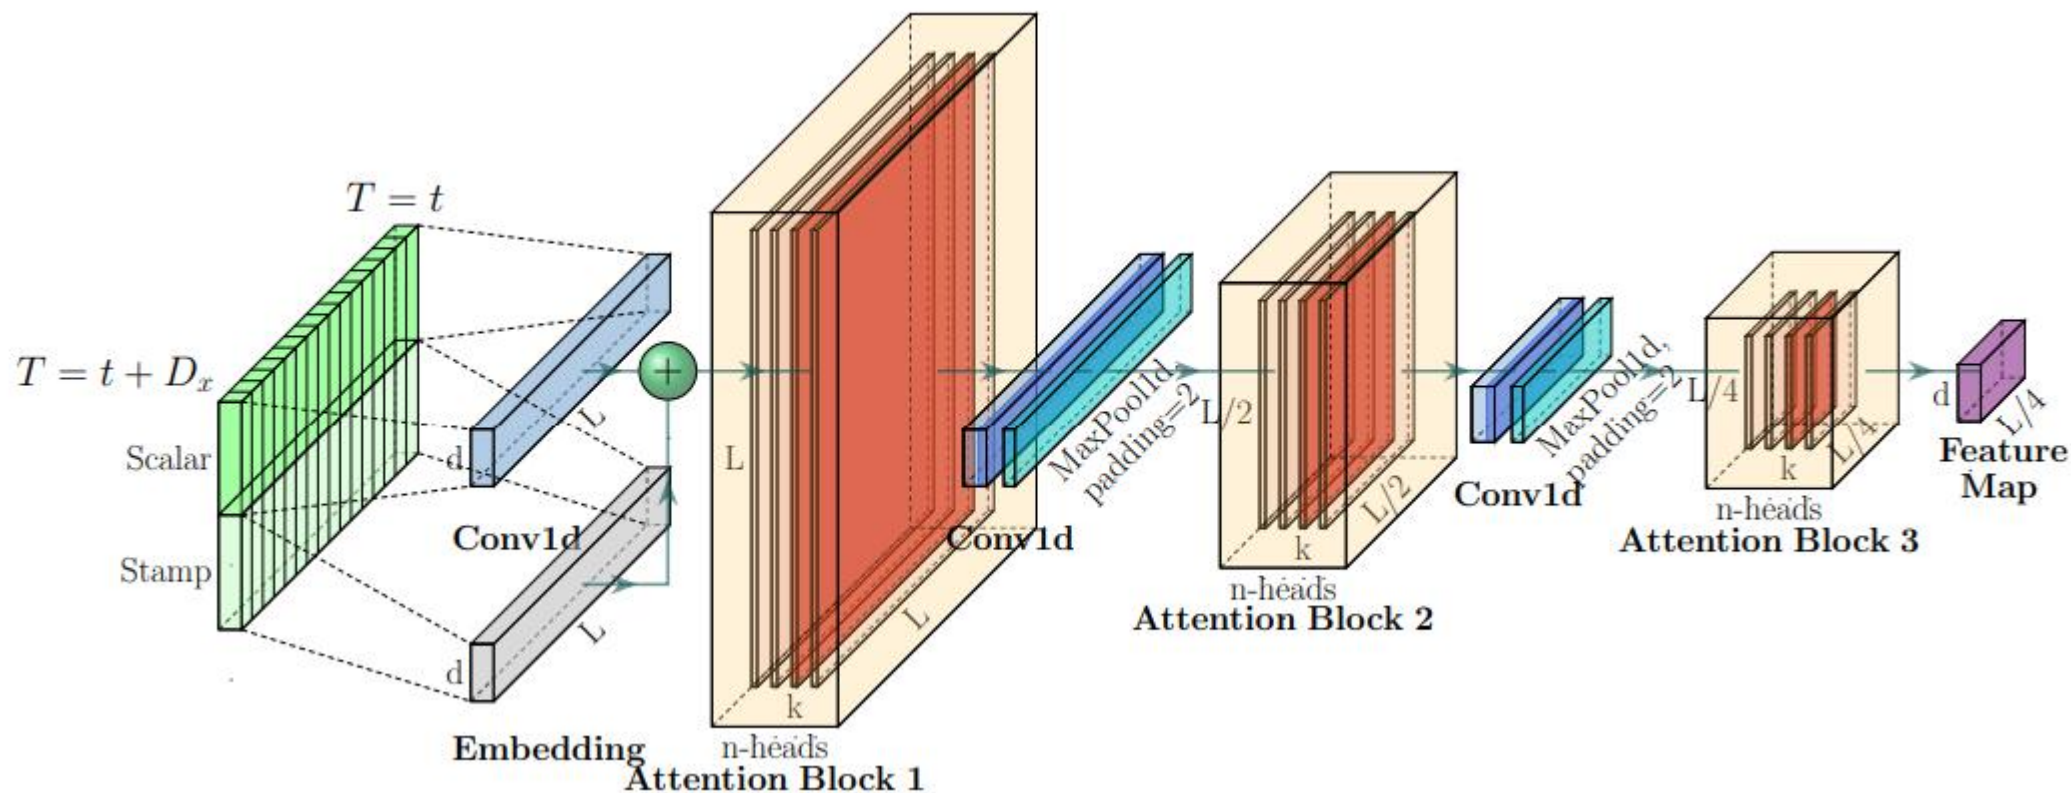 T = t
T = t + Dₓ
Scalar
Stamp
d
L
Conv1d
d
L
Embedding
L
k
L
n-heads
Attention Block 1
Conv1d
MaxPool1d,
padding=2
L/2
k
L/2
n-heads
Attention Block 2
Conv1d
MaxPool1d,
padding=2
L/4
k
L/4
n-heads
Attention Block 3
d
L/4
Feature
Map